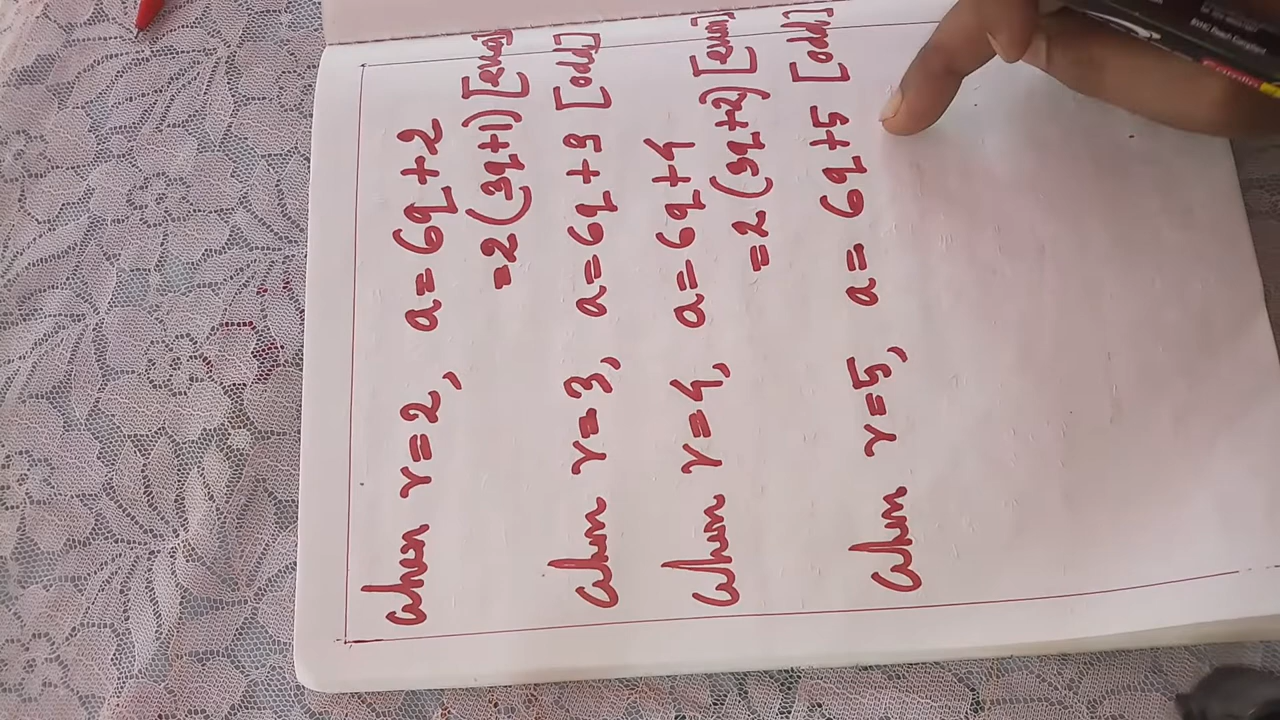 When r=2, a=6q+2
=2(3q+1) [even]
When r=3, a=6q+3 [odd]
When r=4, a=6q+4
=2(3q+2) [even]
When r=5, a=6q+5 [odd]